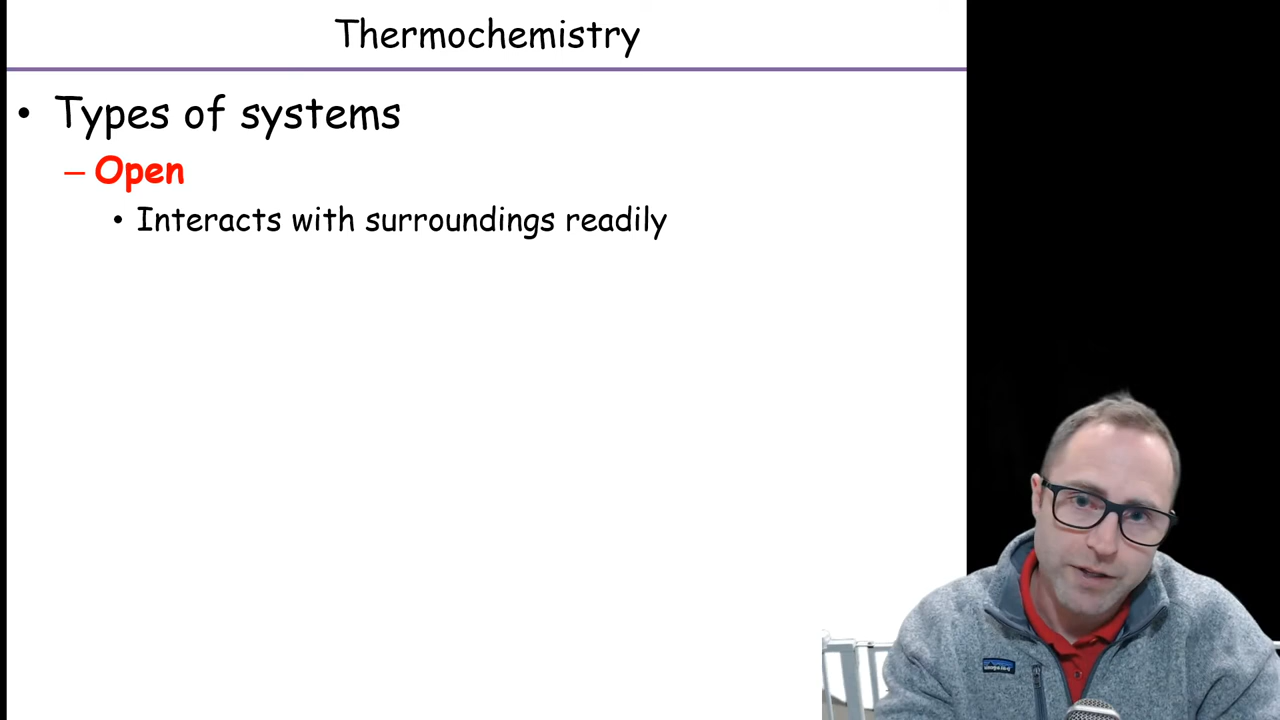 Thermochemistry
• Types of systems
– Open
• Interacts with surroundings readily